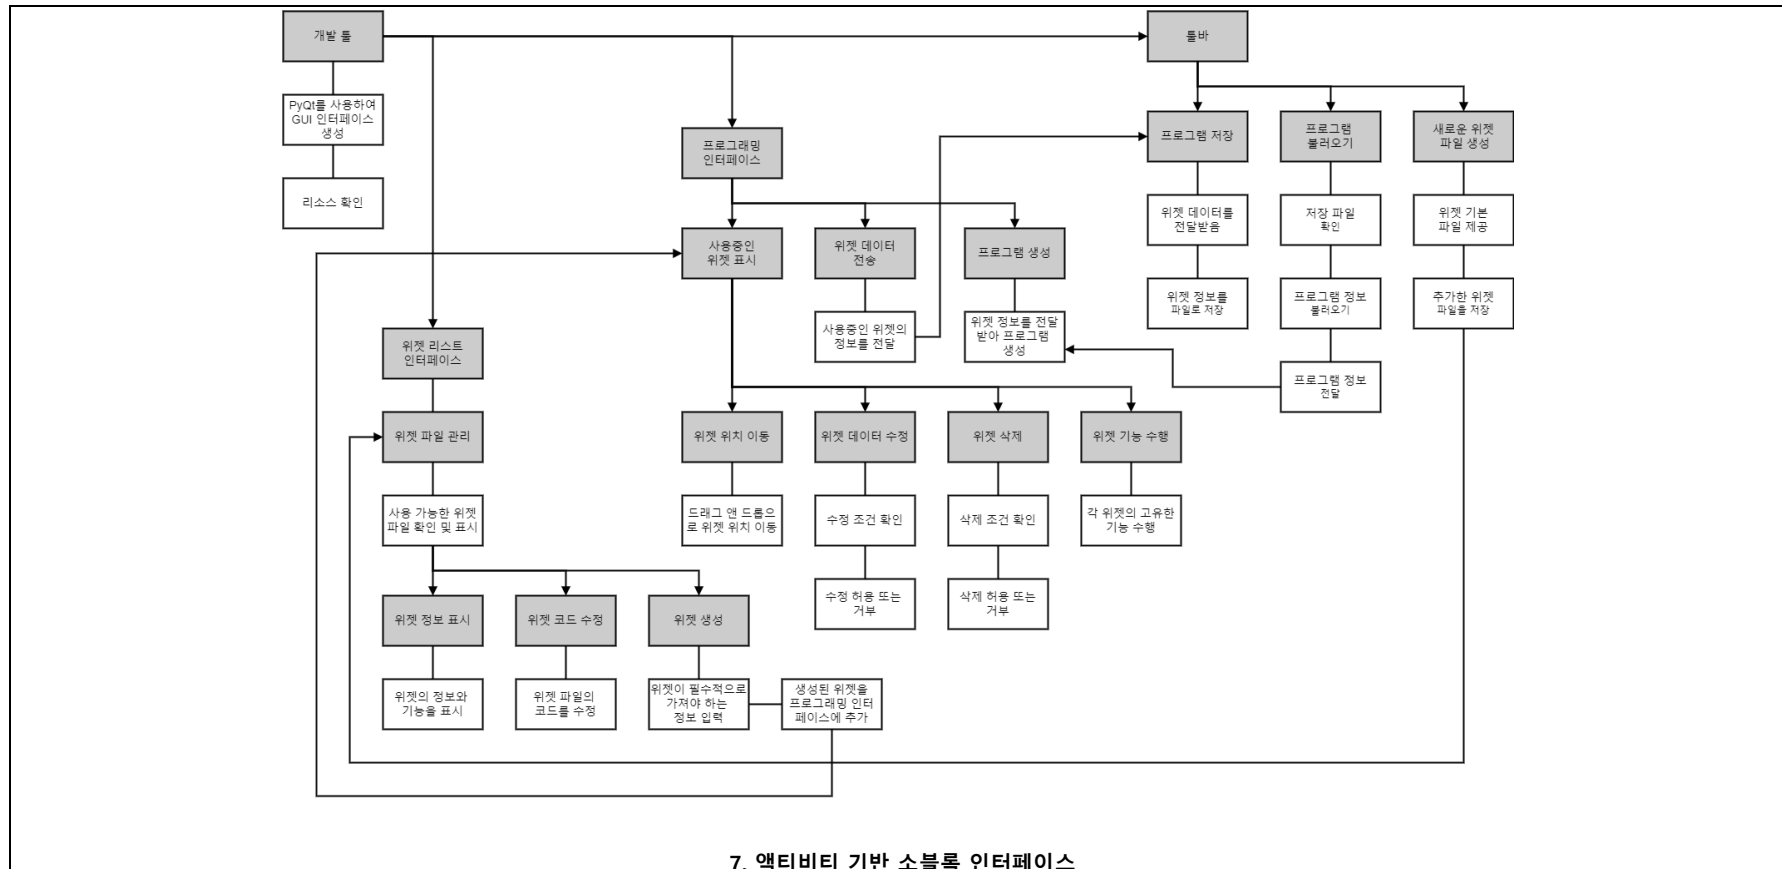 개발 툴
툴바
PyQt를 사용하여
GUI 인터페이스
생성
프로그래밍
인터페이스
프로그램 저장
프로그램
불러오기
새로운 위젯
파일 생성
리소스 확인
위젯 데이터를
전달받음
저장 파일
확인
위젯 기본
파일 제공
사용중인
위젯 표시
위젯 데이터
전송
프로그램 생성
위젯 정보를
파일로 저장
프로그램 정보
불러오기
추가한 위젯
파일을 저장
사용중인 위젯의
정보를 전달
위젯 정보를 전달
받아 프로그램
생성
위젯 리스트
인터페이스
프로그램 정보
전달
위젯 파일 관리
위젯 위치 이동
위젯 데이터 수정
위젯 삭제
위젯 기능 수행
사용 가능한 위젯
파일 확인 및 표시
드래그 앤 드롭으
로 위젯 위치 이동
수정 조건 확인
삭제 조건 확인
각 위젯의 고유한
기능 수행
수정 허용 또는
거부
삭제 허용 또는
거부
위젯 정보 표시
위젯 코드 수정
위젯 생성
위젯의 정보와
기능을 표시
위젯 파일의
코드를 수정
위젯이 필수적으로
가져야 하는
정보 입력
생성된 위젯을
프로그래밍 인터
페이스에 추가
7. 액티비티 기반 소블록 인터페이스